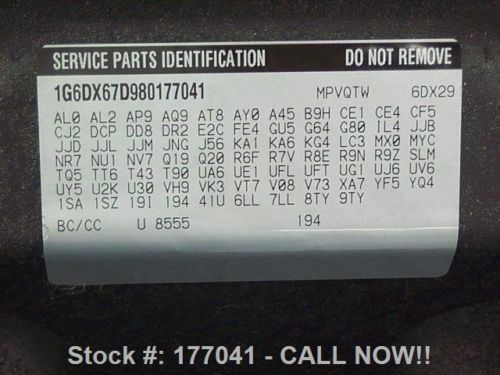 SERVICE PARTS IDENTIFICATION DO NOT REMOVE
1G6DX67D980177041 MPVQTW 6DX29
AL0 AL2 AP9 AQ9 AT8 AY0 A45 B9H CE1 CE4 CF5
CJ2 DCP DD8 DR2 E2C FE4 GU5 G64 G80 IL4 JJB
JJD JJL JJM JNG J56 KA1 KA6 KG4 LC3 MX0 MYC
NR7 NU1 NV7 Q19 Q20 R6F R7V R8E R9N R9Z SLM
TQ5 TT6 T43 T90 UA6 UE1 UFL UFT UG1 UJ6 UV6
UY5 U2K U30 VH9 VK3 VT7 V08 V73 XA7 YF5 YQ4
1SA 1SZ 19I 194 41U 6LL 7LL 8TY 9TY
BC/CC U 8555 194
Stock #: 177041 - CALL NOW!!